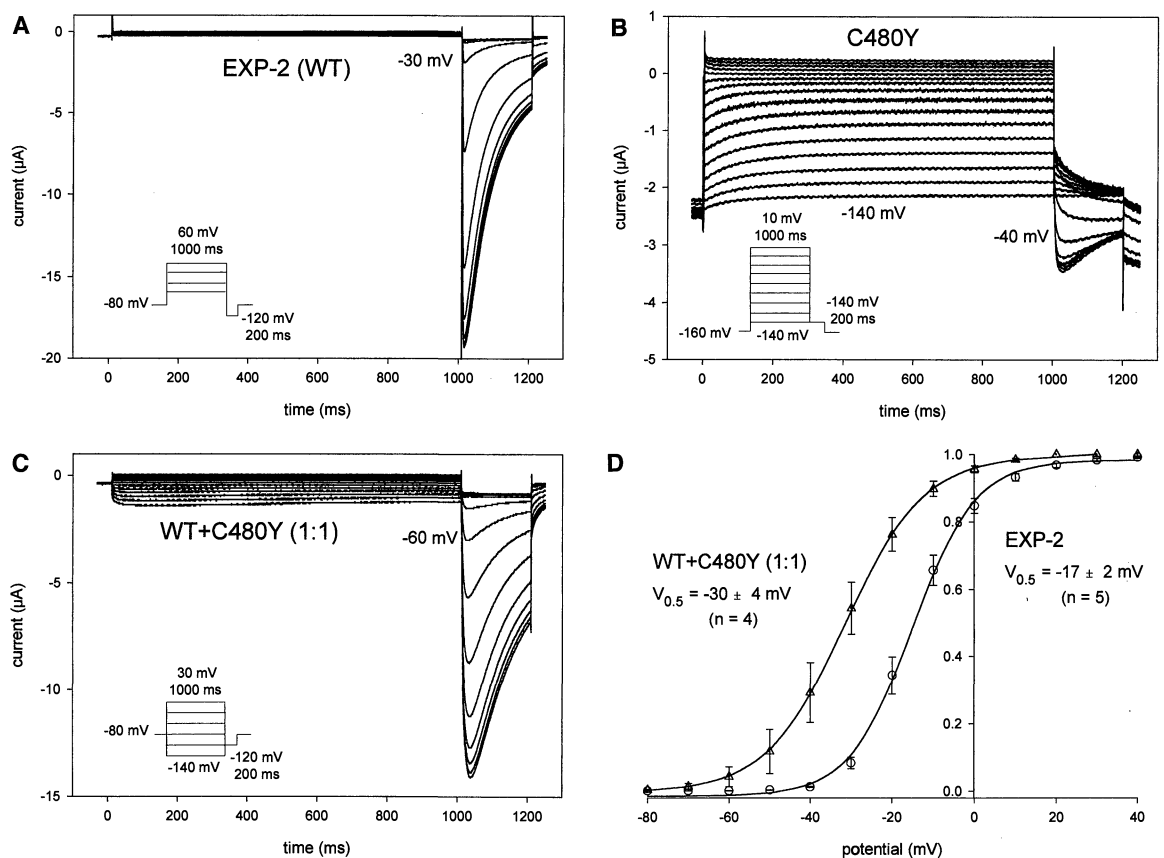 A
0
-5
-10
-15
-20
current (µA)
EXP-2 (WT)
-30 mV
60 mV
1000 ms
-80 mV
-120 mV
200 ms
0 200 400 600 800 1000 1200
time (ms)
B
1
0
-1
-2
-3
-4
-5
current (µA)
C480Y
-140 mV
-40 mV
10 mV
1000 ms
-140 mV
200 ms
-160 mV
-140 mV
0 200 400 600 800 1000 1200
time (ms)
C
0
-5
-10
-15
current (µA)
WT+C480Y (1:1)
-60 mV
30 mV
1000 ms
-80 mV
-120 mV
-140 mV
200 ms
0 200 400 600 800 1000 1200
time (ms)
D
1.0
0.8
0.6
0.4
0.2
0.0
WT+C480Y (1:1)
V0.5 = -30 ± 4 mV
(n = 4)
EXP-2
V0.5 = -17 ± 2 mV
(n = 5)
-80 -60 -40 -20 0 20 40
potential (mV)